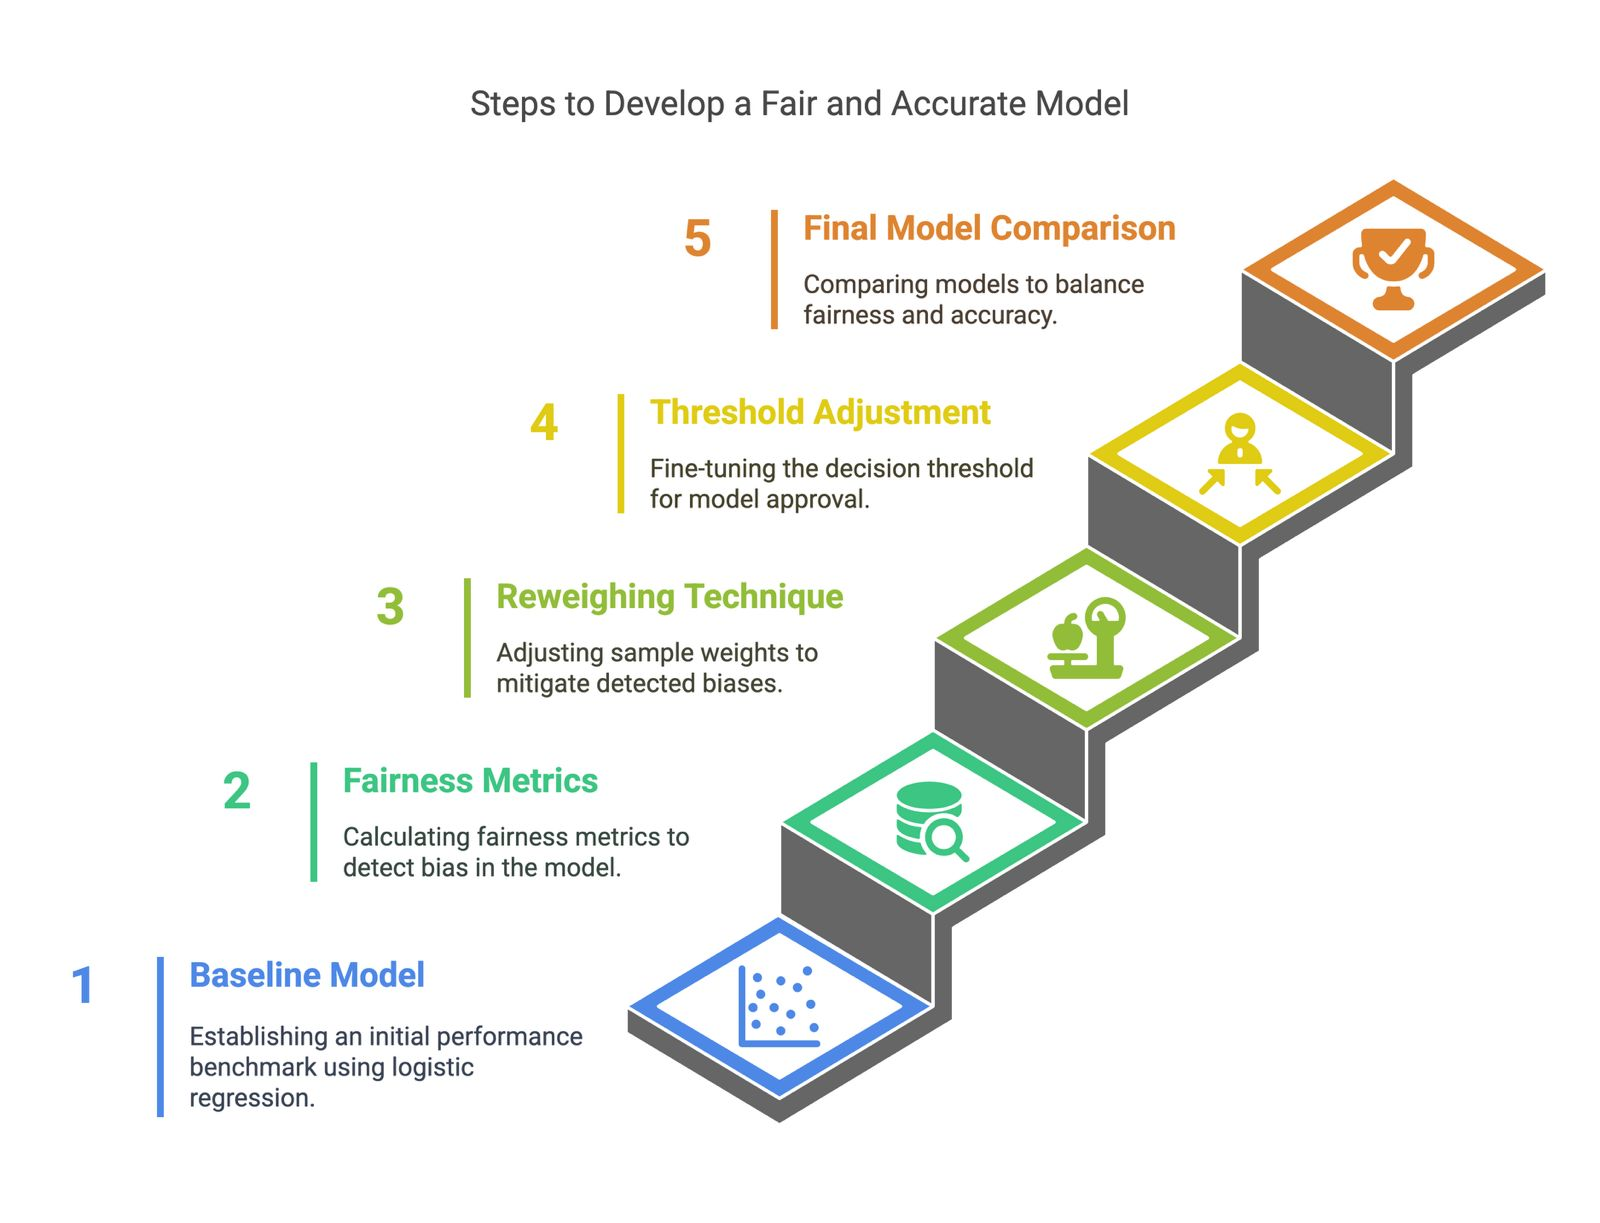 Steps to Develop a Fair and Accurate Model
5
Final Model Comparison
Comparing models to balance
fairness and accuracy.
4
Threshold Adjustment
Fine-tuning the decision threshold
for model approval.
3
Reweighing Technique
Adjusting sample weights to
mitigate detected biases.
2
Fairness Metrics
Calculating fairness metrics to
detect bias in the model.
1
Baseline Model
Establishing an initial performance
benchmark using logistic
regression.